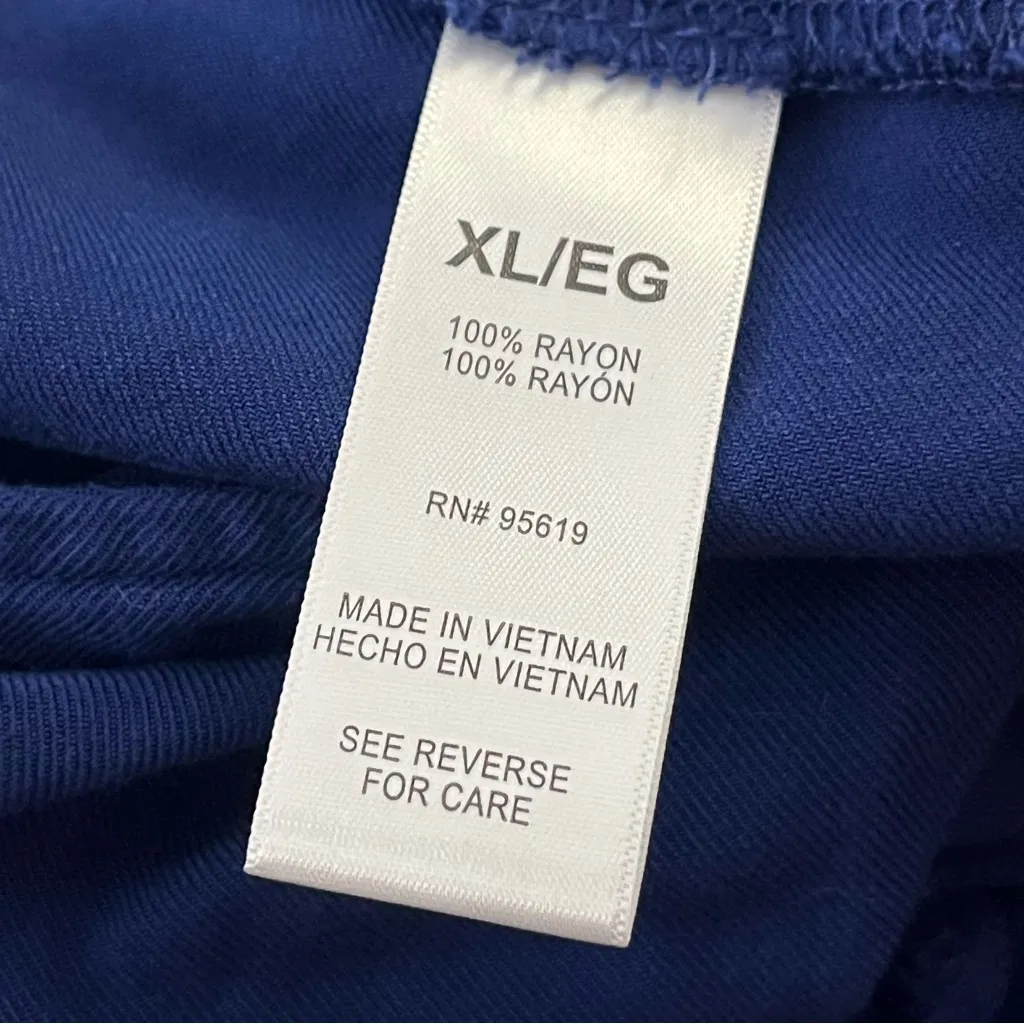 XL/EG
100% RAYON
100% RAYÓN
RN# 95619
MADE IN VIETNAM
HECHO EN VIETNAM
SEE REVERSE
FOR CARE